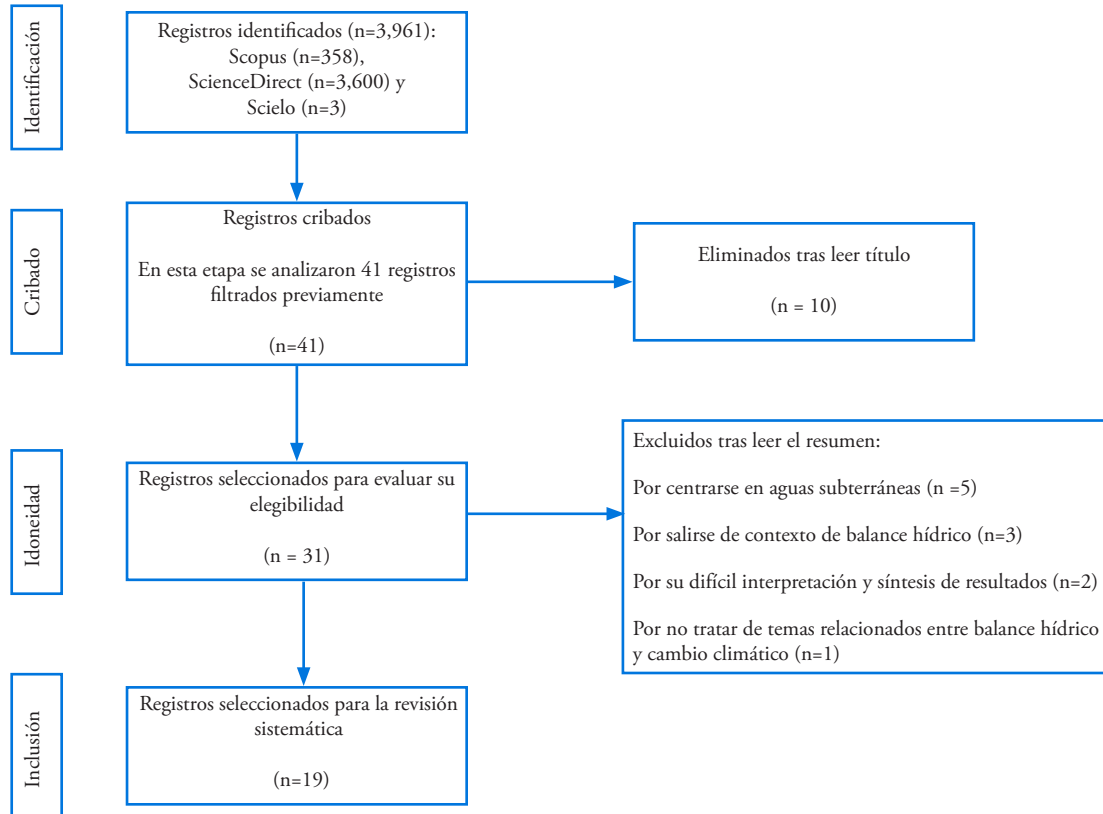 Identificación
Registros identificados (n=3,961):
Scopus (n=358),
ScienceDirect (n=3,600) y
Scielo (n=3)
Cribado
Registros cribados
En esta etapa se analizaron 41 registros
filtrados previamente
(n=41)
Eliminados tras leer título
(n = 10)
Idoneidad
Registros seleccionados para evaluar su
elegibilidad
(n = 31)
Excluidos tras leer el resumen:
Por centrarse en aguas subterráneas (n =5)
Por salirse de contexto de balance hídrico (n=3)
Por su difícil interpretación y síntesis de resultados (n=2)
Por no tratar de temas relacionados entre balance hídrico
y cambio climático (n=1)
Inclusión
Registros seleccionados para la revisión
sistemática
(n=19)